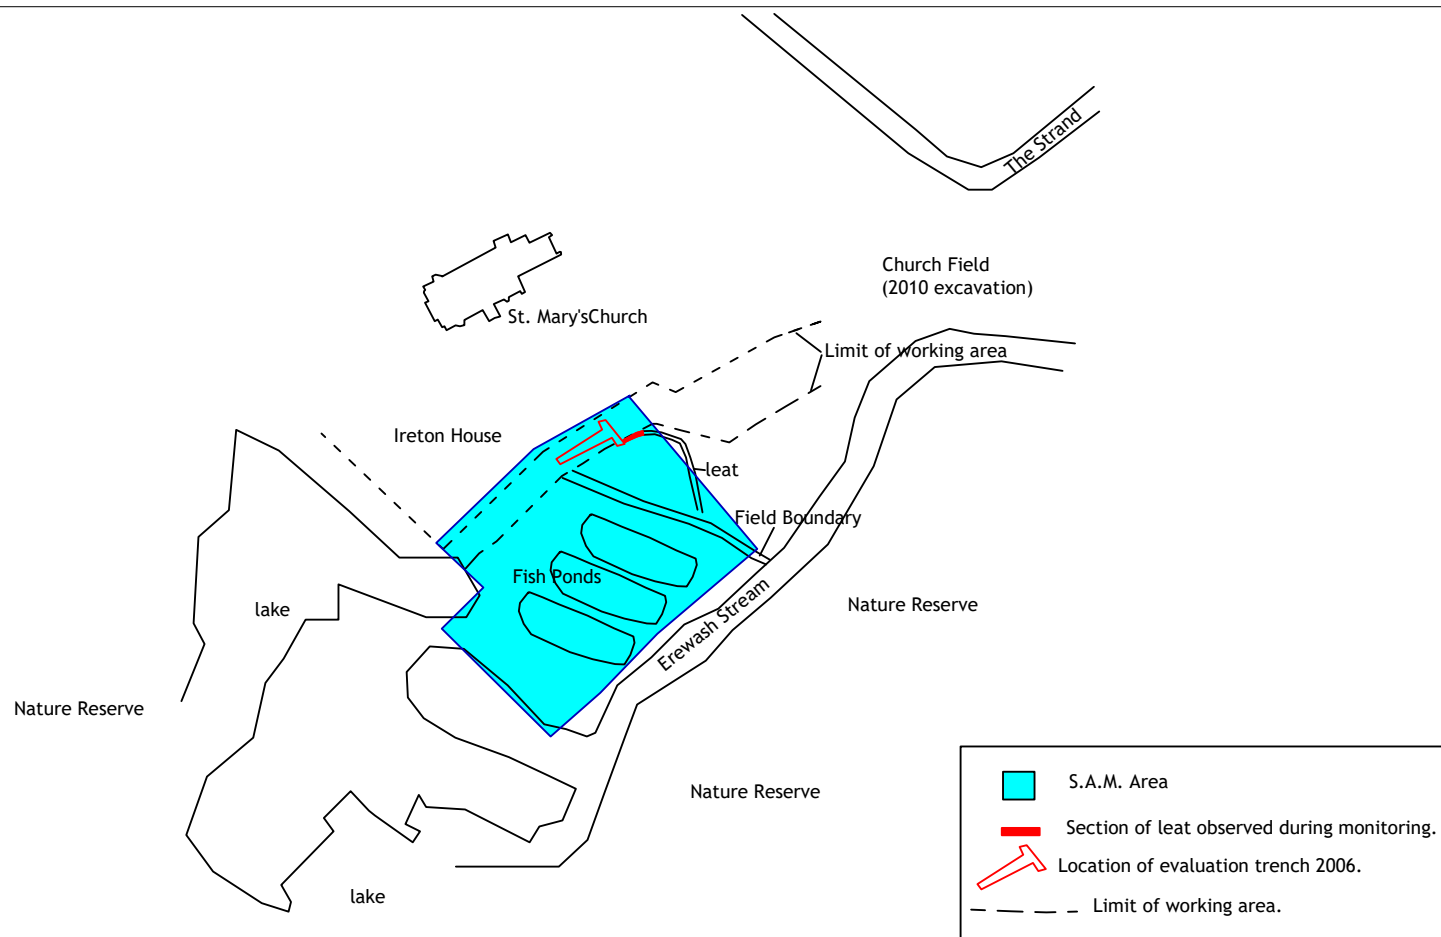 The Strand
Church Field
(2010 excavation)
St. Mary'sChurch
Limit of working area
Ireton House
leat
Field Boundary
Fish Ponds
lake
Nature Reserve
Erewash Stream
Nature Reserve
Nature Reserve
lake
S.A.M. Area
Section of leat observed during monitoring.
Location of evaluation trench 2006.
Limit of working area.